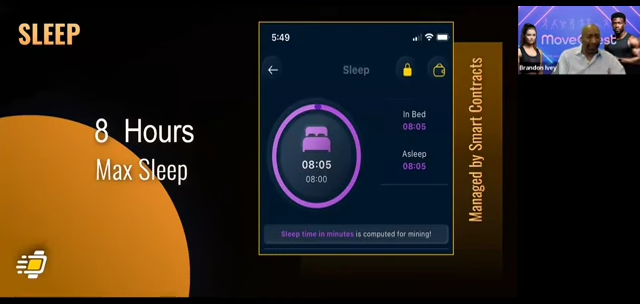 SLEEP
8 Hours
Max Sleep
5:49
Sleep
In Bed
08:05
Asleep
08:05
08:05
08:00
Sleep time in minutes is computed for mining!
Managed by Smart Contracts
Brandon Ivey